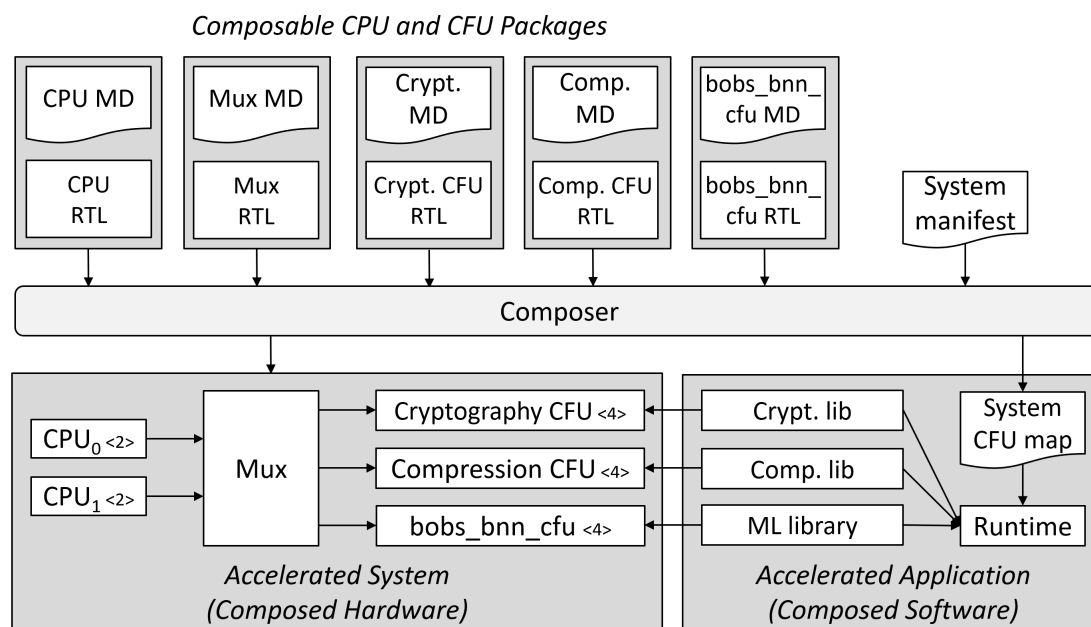 Composable CPU and CFU Packages
CPU MD
CPU
RTL
Mux MD
Mux
RTL
Crypt.
MD
Crypt. CFU
RTL
Comp.
MD
Comp. CFU
RTL
bobs_bnn_
cfu MD
bobs_bnn_
cfu RTL
System
manifest
Composer
CPU0 <2>
CPU1 <2>
Mux
Cryptography CFU <4>
Compression CFU <4>
bobs_bnn_cfu <4>
Accelerated System
(Composed Hardware)
Crypt. lib
Comp. lib
ML library
System
CFU map
Runtime
Accelerated Application
(Composed Software)